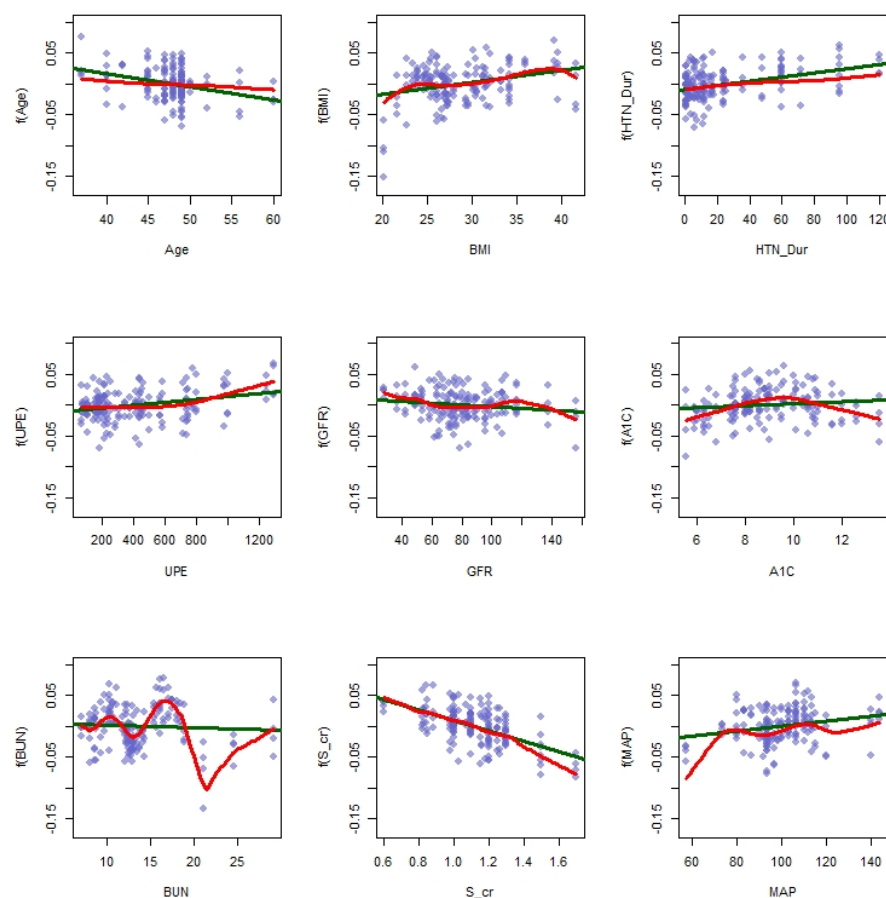 f(Age)
0.05
-0.05
-0.15
40 45 50 55 60
Age
f(BMI)
0.05
-0.05
-0.15
20 25 30 35 40
BMI
f(HTN_Dur)
0.05
-0.05
-0.15
0 20 40 60 80 100 120
HTN_Dur
f(UPE)
0.05
-0.05
-0.15
200 400 600 800 1200
UPE
f(GFR)
0.05
-0.05
-0.15
40 60 80 100 140
GFR
f(A1C)
0.05
-0.05
-0.15
6 8 10 12
A1C
f(BUN)
0.05
-0.05
-0.15
10 15 20 25
BUN
f(S_cr)
0.05
-0.05
-0.15
0.6 0.8 1.0 1.2 1.4 1.6
S_cr
f(MAP)
0.05
-0.05
-0.15
60 80 100 120 140
MAP